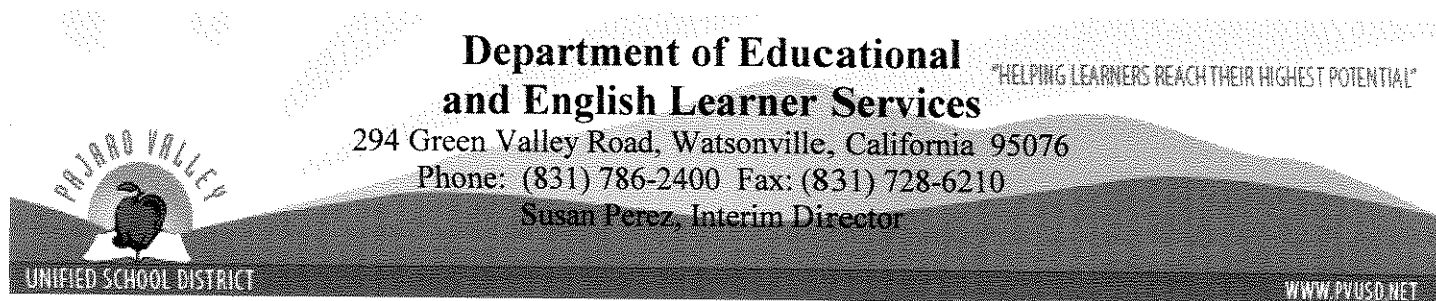 Department of Educational
and English Learner Services
"HELPING LEARNERS REACH THEIR HIGHEST POTENTIAL"
294 Green Valley Road, Watsonville, California 95076
Phone: (831) 786-2400 Fax: (831) 728-6210
Susan Perez, Interim Director
PAJARO VALLEY
UNIFIED SCHOOL DISTRICT
WWW.PVUSD.NET